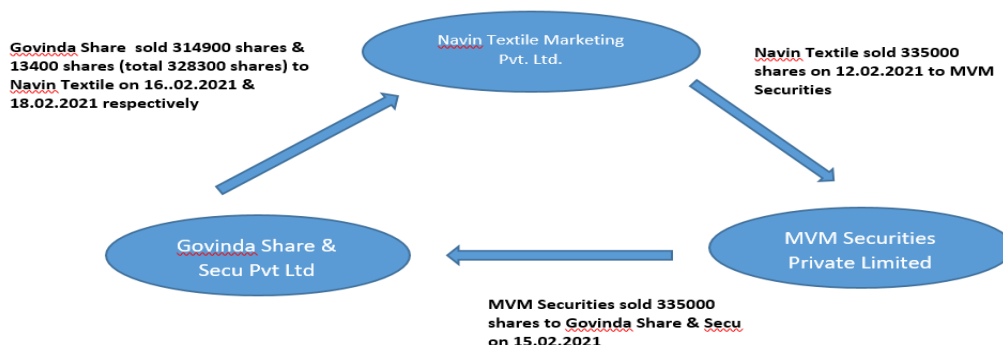 Govinda Share sold 314900 shares &
13400 shares (total 328300 shares) to
Navin Textile on 16..02.2021 &
18.02.2021 respectively
Navin Textile Marketing
Pvt. Ltd.
Navin Textile sold 335000
shares on 12.02.2021 to MVM
Securities
Govinda Share &
Secu Pvt Ltd
MVM Securities
Private Limited
MVM Securities sold 335000
shares to Govinda Share & Secu
on 15.02.2021